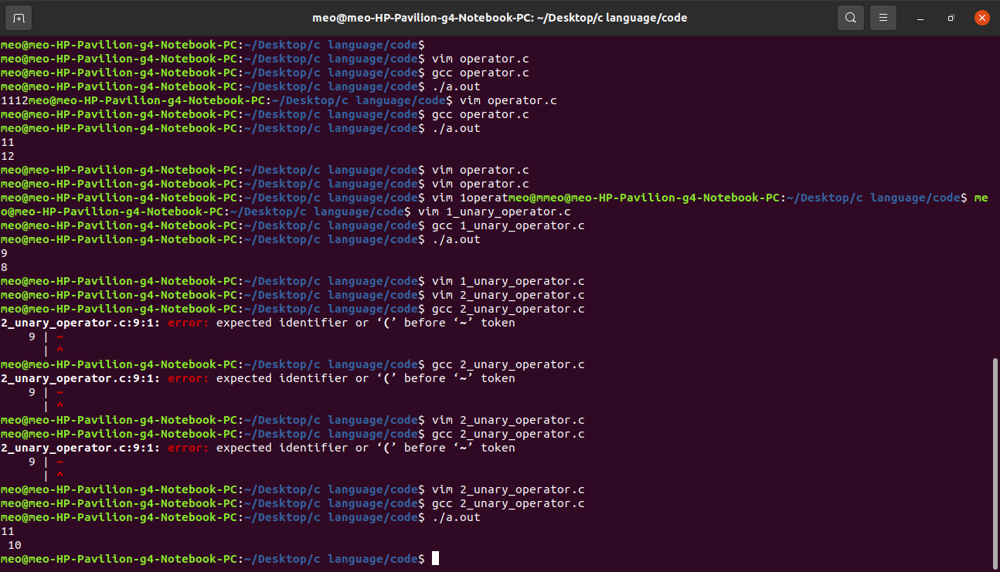 meo@meo-HP-Pavilion-g4-Notebook-PC: ~/Desktop/c language/code
meo@meo-HP-Pavilion-g4-Notebook-PC:~/Desktop/c language/code$
meo@meo-HP-Pavilion-g4-Notebook-PC:~/Desktop/c language/code$ vim operator.c
meo@meo-HP-Pavilion-g4-Notebook-PC:~/Desktop/c language/code$ gcc operator.c
meo@meo-HP-Pavilion-g4-Notebook-PC:~/Desktop/c language/code$ ./a.out
1112meo@meo-HP-Pavilion-g4-Notebook-PC:~/Desktop/c language/code$ vim operator.c
meo@meo-HP-Pavilion-g4-Notebook-PC:~/Desktop/c language/code$ gcc operator.c
meo@meo-HP-Pavilion-g4-Notebook-PC:~/Desktop/c language/code$ ./a.out
11
12
meo@meo-HP-Pavilion-g4-Notebook-PC:~/Desktop/c language/code$ vim operator.c
meo@meo-HP-Pavilion-g4-Notebook-PC:~/Desktop/c language/code$ vim operator.c
meo@meo-HP-Pavilion-g4-Notebook-PC:~/Desktop/c language/code$ vim 1operatmeo@mmeo@meo-HP-Pavilion-g4-Notebook-PC:~/Desktop/c language/code$ me
o@meo-HP-Pavilion-g4-Notebook-PC:~/Desktop/c language/code$ vim 1_unary_operator.c
meo@meo-HP-Pavilion-g4-Notebook-PC:~/Desktop/c language/code$ gcc 1_unary_operator.c
meo@meo-HP-Pavilion-g4-Notebook-PC:~/Desktop/c language/code$ ./a.out
9
8
meo@meo-HP-Pavilion-g4-Notebook-PC:~/Desktop/c language/code$ vim 1_unary_operator.c
meo@meo-HP-Pavilion-g4-Notebook-PC:~/Desktop/c language/code$ vim 2_unary_operator.c
meo@meo-HP-Pavilion-g4-Notebook-PC:~/Desktop/c language/code$ gcc 2_unary_operator.c
2_unary_operator.c:9:1: error: expected identifier or ‘(’ before ‘~’ token
    9 | ~
      | ^
meo@meo-HP-Pavilion-g4-Notebook-PC:~/Desktop/c language/code$ gcc 2_unary_operator.c
2_unary_operator.c:9:1: error: expected identifier or ‘(’ before ‘~’ token
    9 | ~
      | ^
meo@meo-HP-Pavilion-g4-Notebook-PC:~/Desktop/c language/code$ vim 2_unary_operator.c
meo@meo-HP-Pavilion-g4-Notebook-PC:~/Desktop/c language/code$ gcc 2_unary_operator.c
2_unary_operator.c:9:1: error: expected identifier or ‘(’ before ‘~’ token
    9 | ~
      | ^
meo@meo-HP-Pavilion-g4-Notebook-PC:~/Desktop/c language/code$ vim 2_unary_operator.c
meo@meo-HP-Pavilion-g4-Notebook-PC:~/Desktop/c language/code$ gcc 2_unary_operator.c
meo@meo-HP-Pavilion-g4-Notebook-PC:~/Desktop/c language/code$ ./a.out
11
 10
meo@meo-HP-Pavilion-g4-Notebook-PC:~/Desktop/c language/code$